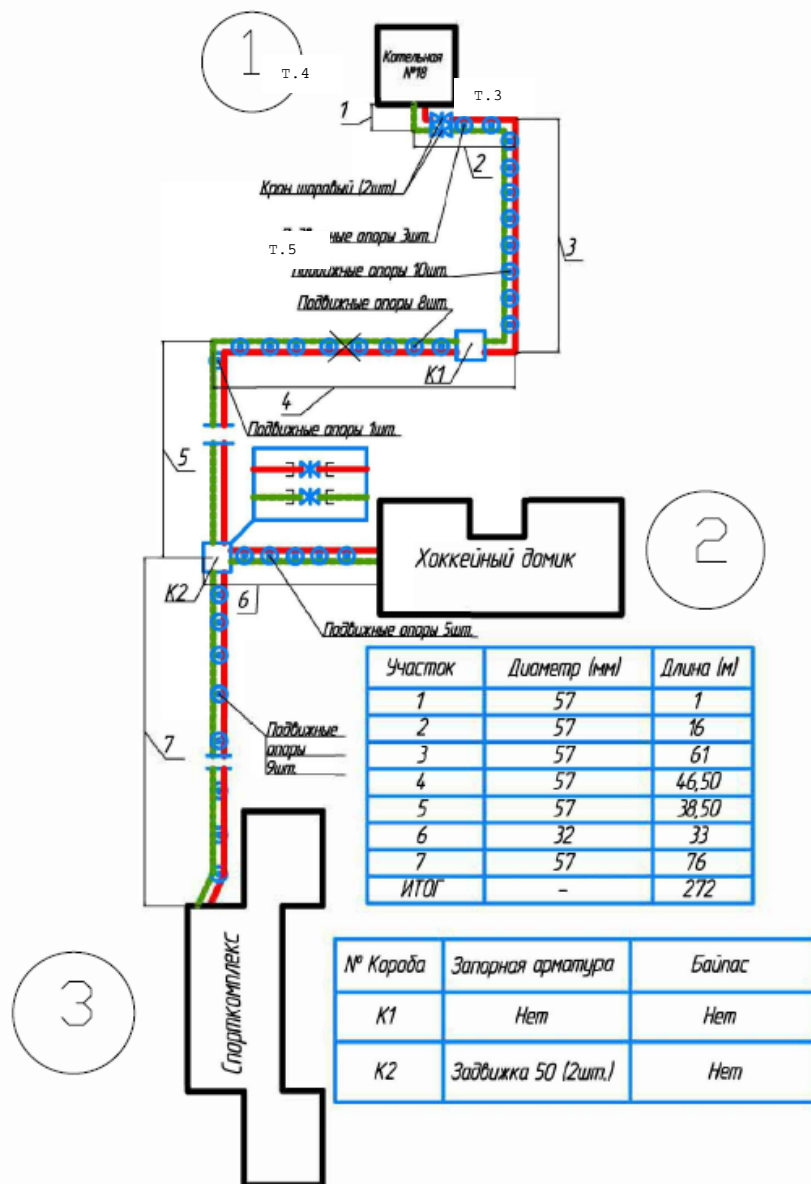 1
Т.4
Котельная
№18
Т.3
1
2
Кран шаровый (2шт)
3
ные опоры 3шт.
Т.5
Подвижные опоры 10шт.
Подвижные опоры 8шт.
К1
4
Подвижные опоры 1шт.
5
2
Хоккейный домик
К2
6
Подвижные опоры 5шт.
Участок Диаметр (мм) Длина (м)
1 57 1
2 57 16
3 57 61
4 57 46,50
5 57 38,50
6 32 33
7 57 76
ИТОГ - 272
7
Подвижные
опоры
9шт.
3
Спорткомплекс
№ Короба Запорная арматура Байпас
К1 Нет Нет
К2 Задвижка 50 (2шт.) Нет